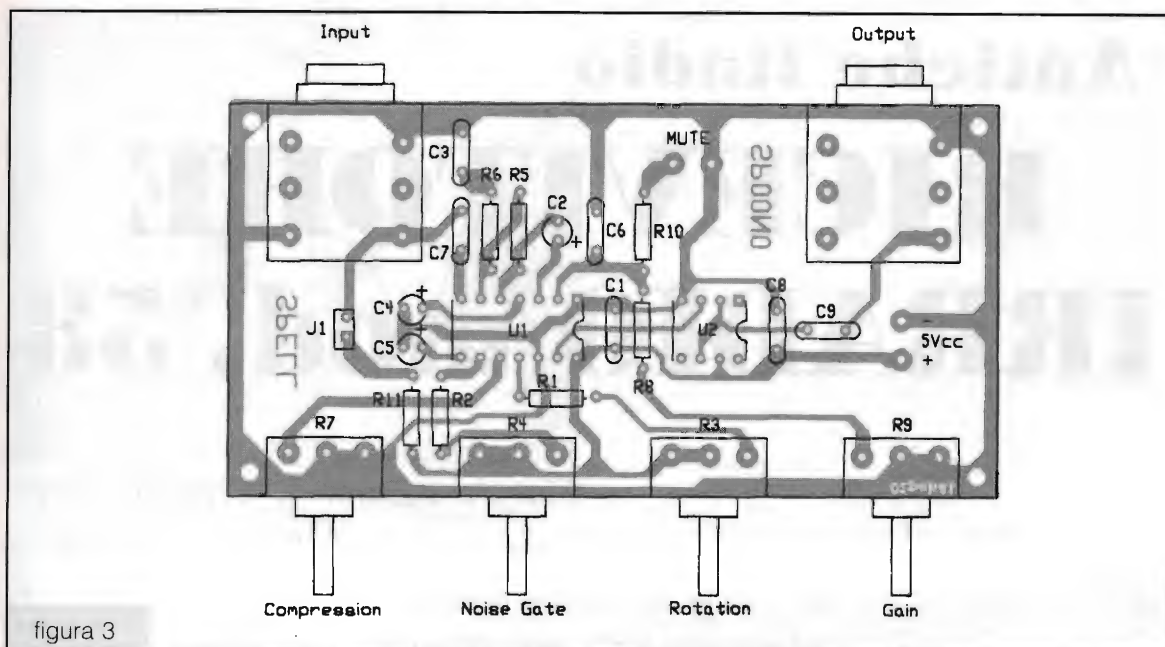 Input
Output
MUTE
C3
R6
R5
C2
C7
C6
R10
SPOONO
C4
+
+
C5
U1
C1
U2
C8
C9
5Vcc
+
J1
SPELL
R11
R2
R1
R8
R7
R4
R3
R9
Compression
Noise Gate
Rotation
Gain
figura 3